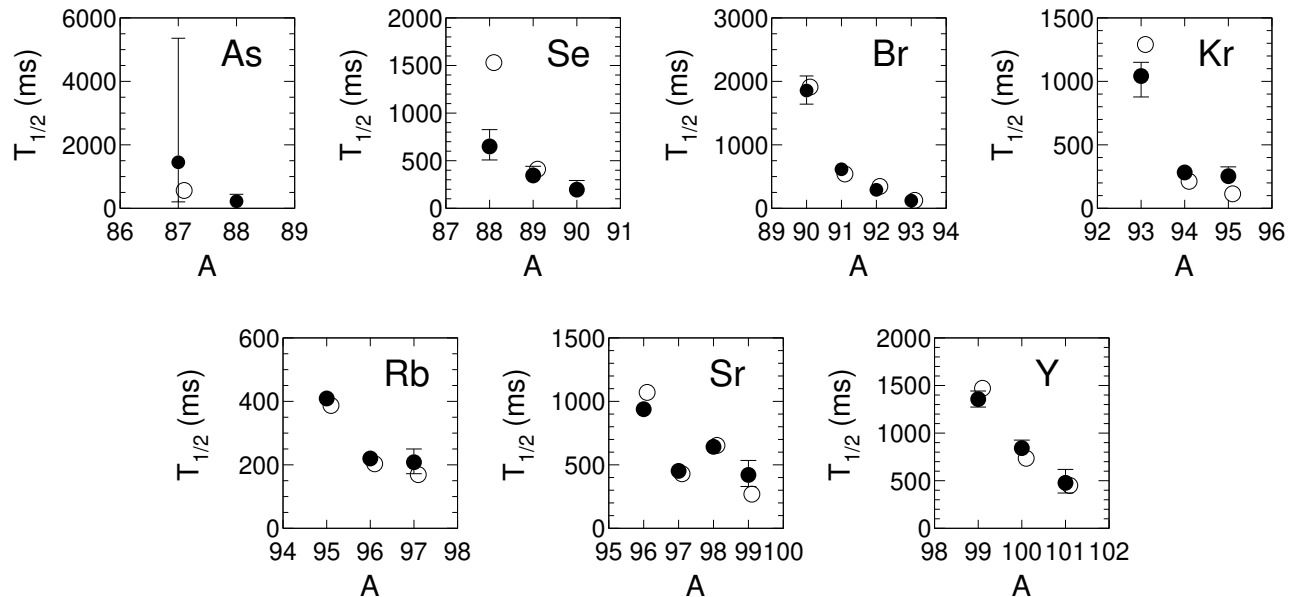 As
T1/2 (ms)
6000
4000
2000
0
86 87 88 89
A
Se
T1/2 (ms)
2000
1500
1000
500
0
87 88 89 90 91
A
Br
T1/2 (ms)
3000
2000
1000
0
89 90 91 92 93 94
A
Kr
T1/2 (ms)
1500
1000
500
0
92 93 94 95 96
A
Rb
T1/2 (ms)
600
400
200
0
94 95 96 97 98
A
Sr
T1/2 (ms)
1500
1000
500
0
95 96 97 98 99 100
A
Y
T1/2 (ms)
2000
1500
1000
500
0
98 99 100 101 102
A